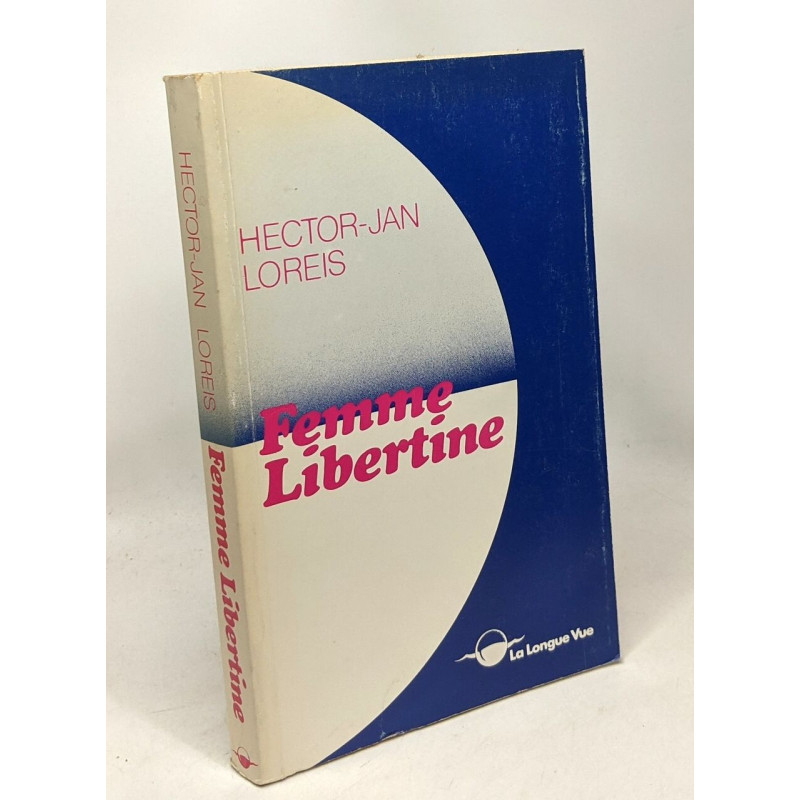 HECTOR-JAN
LOREIS
Femme
Libertine
La Longue Vue
HECTOR-JAN LOREIS
Femme Libertine